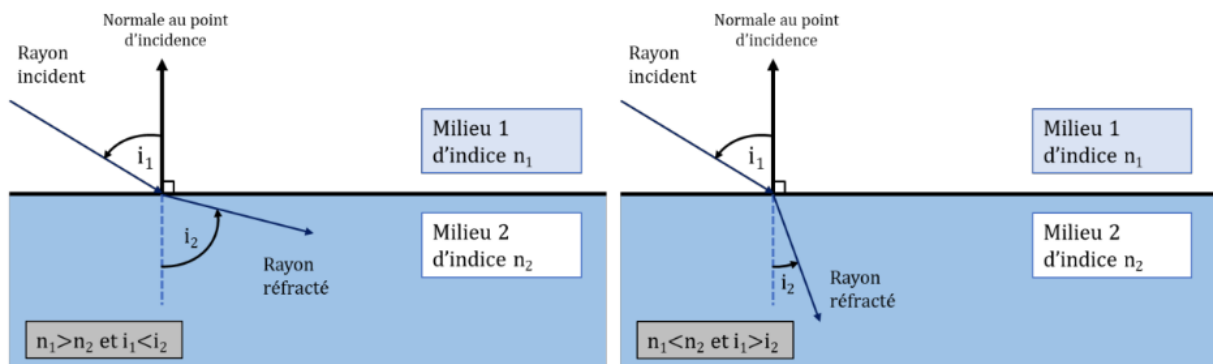 Normale au point
d'incidence
Rayon
incident
i₁
Milieu 1
d'indice n₁
i₂
Milieu 2
d'indice n₂
Rayon
réfracté
n₁>n₂ et i₁<i₂
Normale au point
d'incidence
Rayon
incident
i₁
Milieu 1
d'indice n₁
Milieu 2
d'indice n₂
i₂
Rayon
réfracté
n₁<n₂ et i₁>i₂